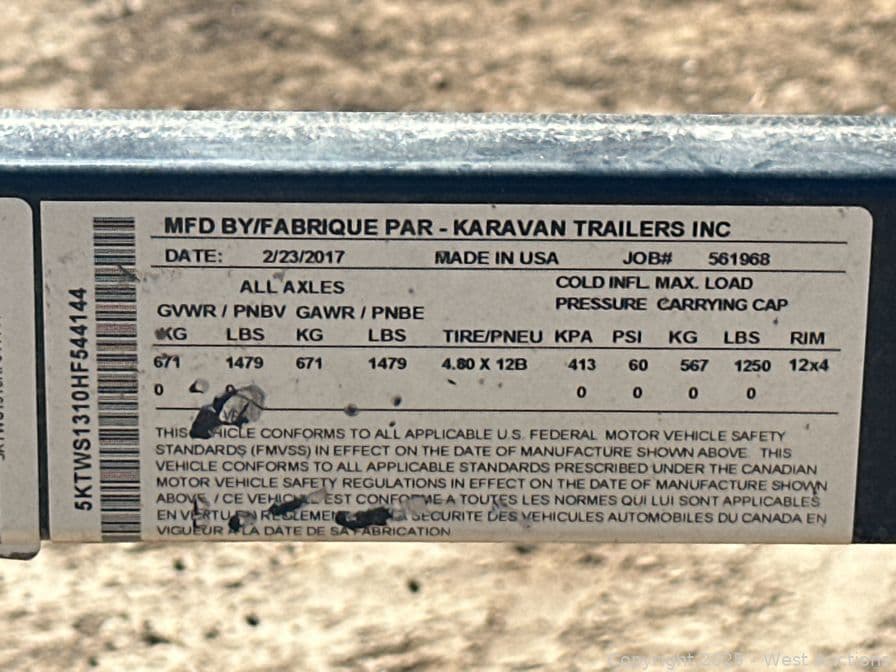 MFD BY/FABRIQUE PAR - KARAVAN TRAILERS INC
DATE: 2/23/2017 MADE IN USA JOB# 561968
ALL AXLES COLD INFL. MAX. LOAD
GVWR / PNBV GAWR / PNBE PRESSURE CARRYING CAP
KG LBS KG LBS TIRE/PNEU KPA PSI KG LBS RIM
671 1479 671 1479 4.80 X 12B 413 60 567 1250 12x4
0 0 0 0 0 0
THIS VEHICLE CONFORMS TO ALL APPLICABLE U.S. FEDERAL MOTOR VEHICLE SAFETY
STANDARDS (FMVSS) IN EFFECT ON THE DATE OF MANUFACTURE SHOWN ABOVE THIS
VEHICLE CONFORMS TO ALL APPLICABLE STANDARDS PRESCRIBED UNDER THE CANADIAN
MOTOR VEHICLE SAFETY REGULATIONS IN EFFECT ON THE DATE OF MANUFACTURE SHOWN
ABOVE / CE VEHICULE EST CONFORME A TOUTES LES NORMES QUI LUI SONT APPLICABLES
EN VERTU REGLEMENT SECURITE DES VEHICULES AUTOMOBILES DU CANADA EN
VIGUEUR A LA DATE DE SA FABRICATION
5KTWS1310HF544144
Copyright 2025 - West Auctions